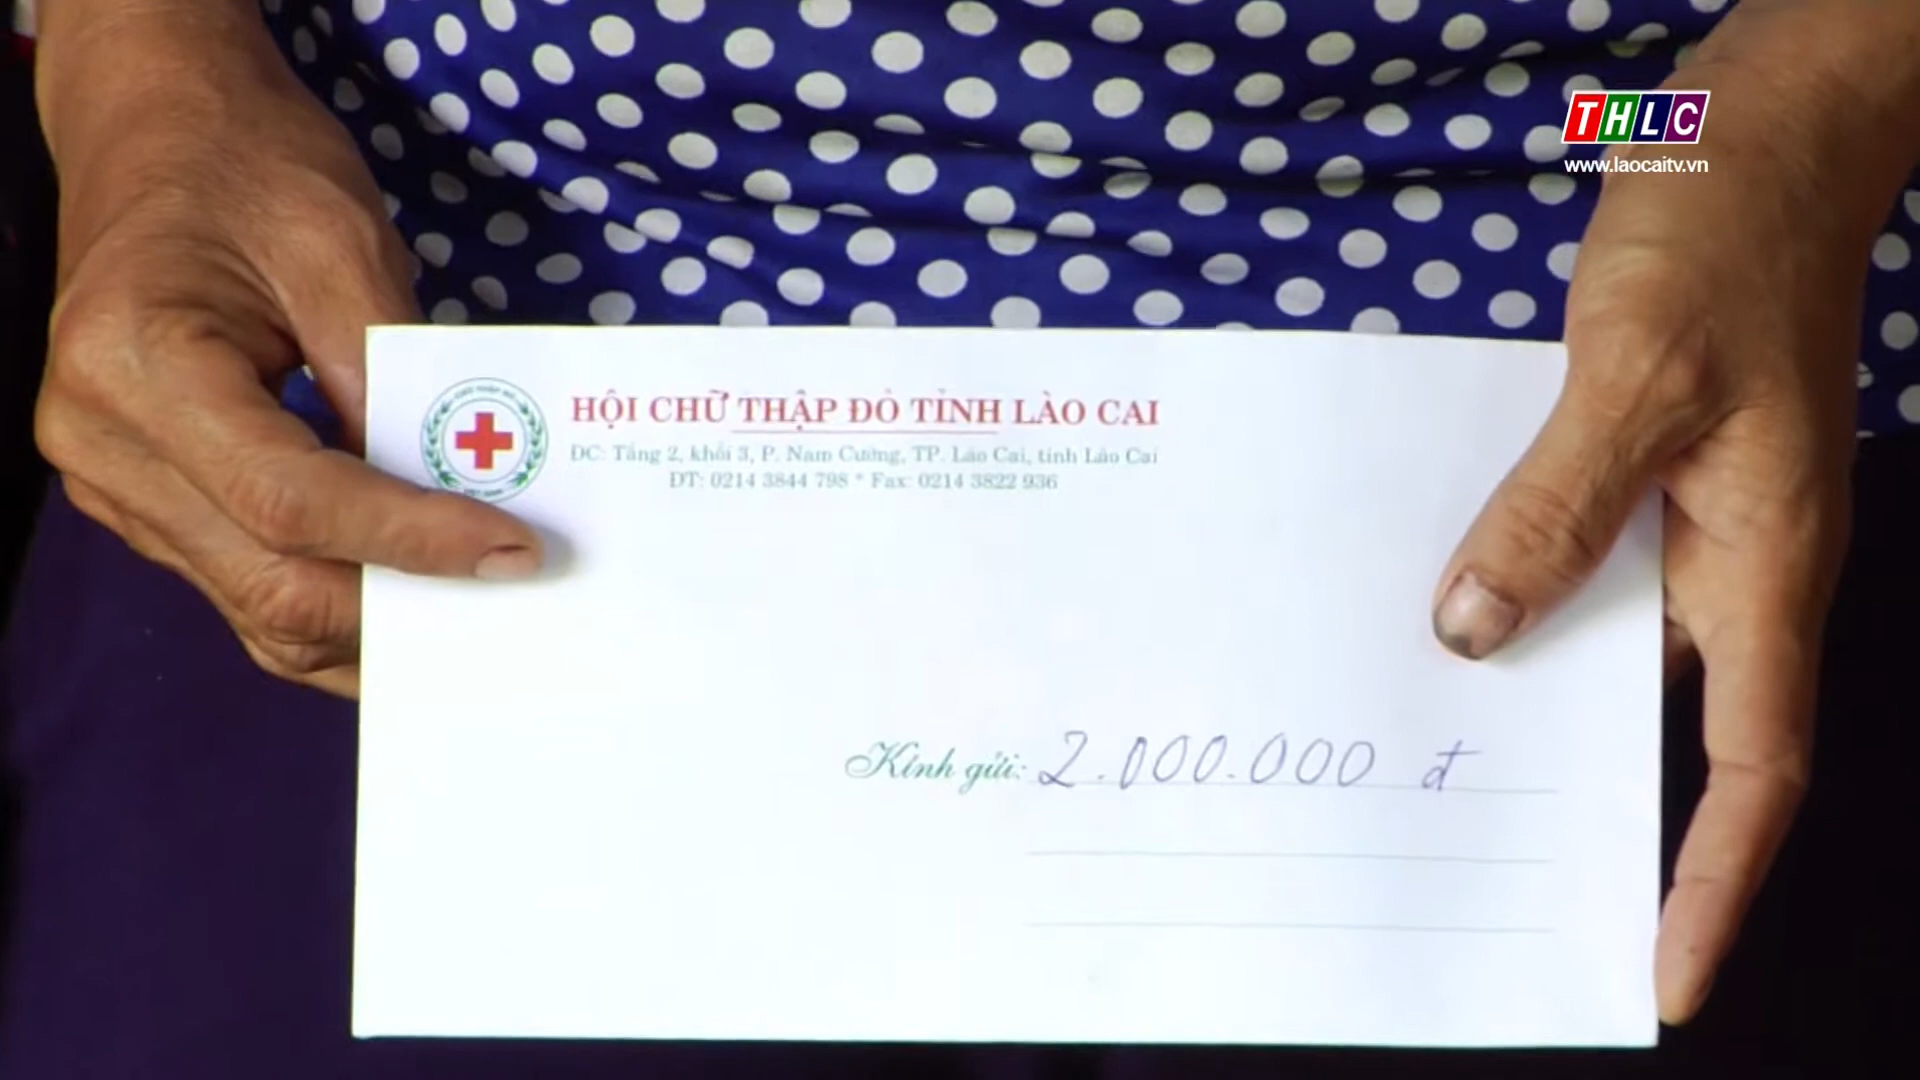 THLC
www.laocaitv.vn
HỘI CHỮ THẬP ĐỎ TỈNH LÀO CAI
ĐC: Tầng 2, khối 3, P. Nam Cường, TP. Lào Cai, tỉnh Lào Cai
ĐT: 0214 3844 798 * Fax: 0214 3822 936
Kính gửi: 2.000.000 đ